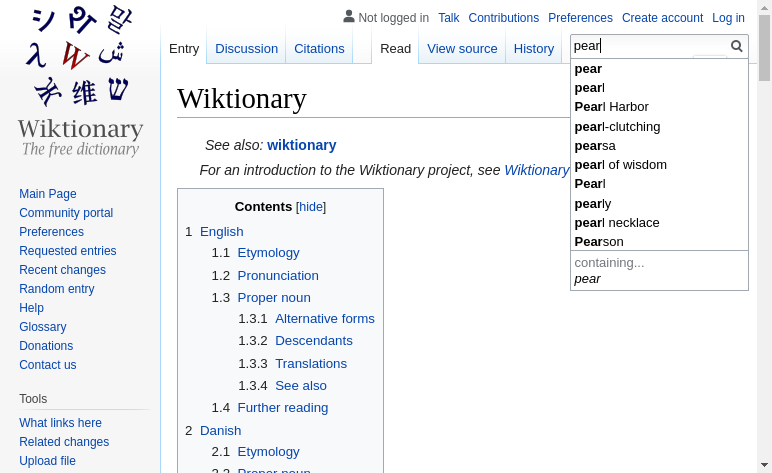 Not logged in Talk Contributions Preferences Create account Log in
Entry Discussion Citations Read View source History
pear
pear
pearl
Pearl Harbor
pearl-clutching
pearsa
pearl of wisdom
Pearl
pearly
pearl necklace
Pearson
containing...
pear
Wiktionary
The free dictionary
Main Page
Community portal
Preferences
Requested entries
Recent changes
Random entry
Help
Glossary
Donations
Contact us
Tools
What links here
Related changes
Upload file
Wiktionary
See also: wiktionary
For an introduction to the Wiktionary project, see Wiktionary
Contents [hide]
1 English
1.1 Etymology
1.2 Pronunciation
1.3 Proper noun
1.3.1 Alternative forms
1.3.2 Descendants
1.3.3 Translations
1.3.4 See also
1.4 Further reading
2 Danish
2.1 Etymology
2.2 Proper noun